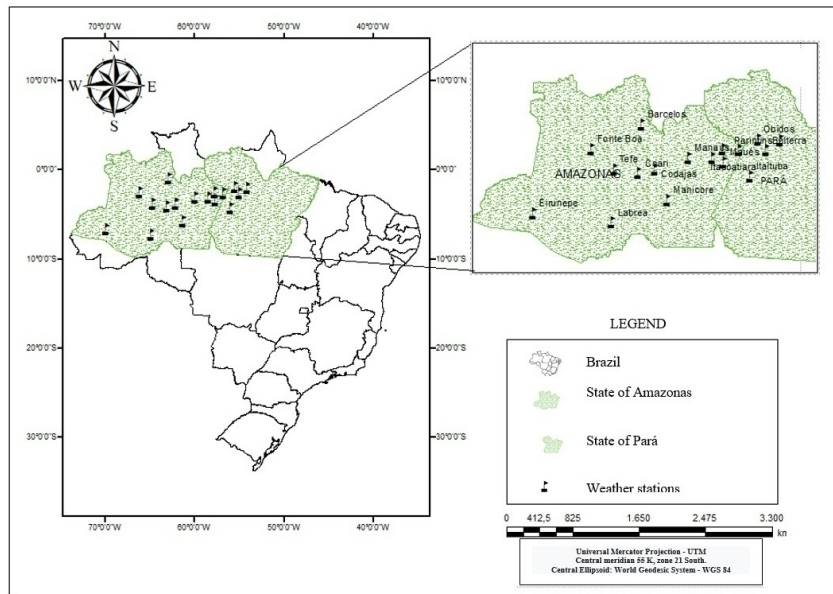 70°0'0"W 60°0'0"W 50°0'0"W 40°0'0"W
N
W E
S
10°0'0"N 10°0'0"N
0°0'0"S 0°0'0"S
10°0'0"S 10°0'0"S
20°0'0"S 20°0'0"S
30°0'0"S 30°0'0"S
70°0'0"W 60°0'0"W 50°0'0"W 40°0'0"W
Barcelos
Obidos
Fonte Boa
Manaus
Parintins
Belterra
Maues
Tefe
Coari
Itacoatiara
Itaituba
AMAZONAS
Codajas
PARÁ
Manicore
Eirunepe
Labrea
LEGEND
Brazil
State of Amazonas
State of Pará
Weather stations
0 412,5 825 1.650 2.475 3.300
kn
Universal Mercator Projection - UTM
Central meridian 55 K, zone 21 South.
Central Ellipsoid: World Geodesic System - WGS 84